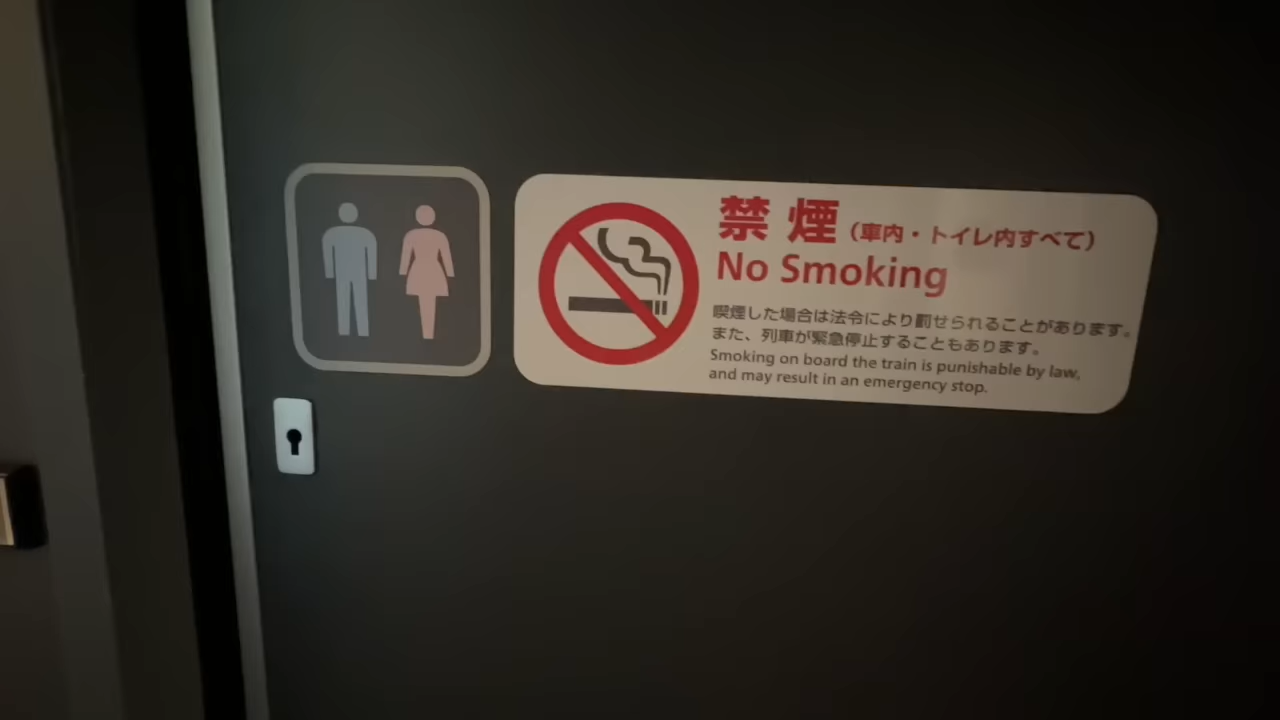 禁煙（車内・トイレ内すべて）
No Smoking
喫煙した場合は法令により罰せられることがあります。
また、列車が緊急停止することもあります。
Smoking on board the train is punishable by law,
and may result in an emergency stop.